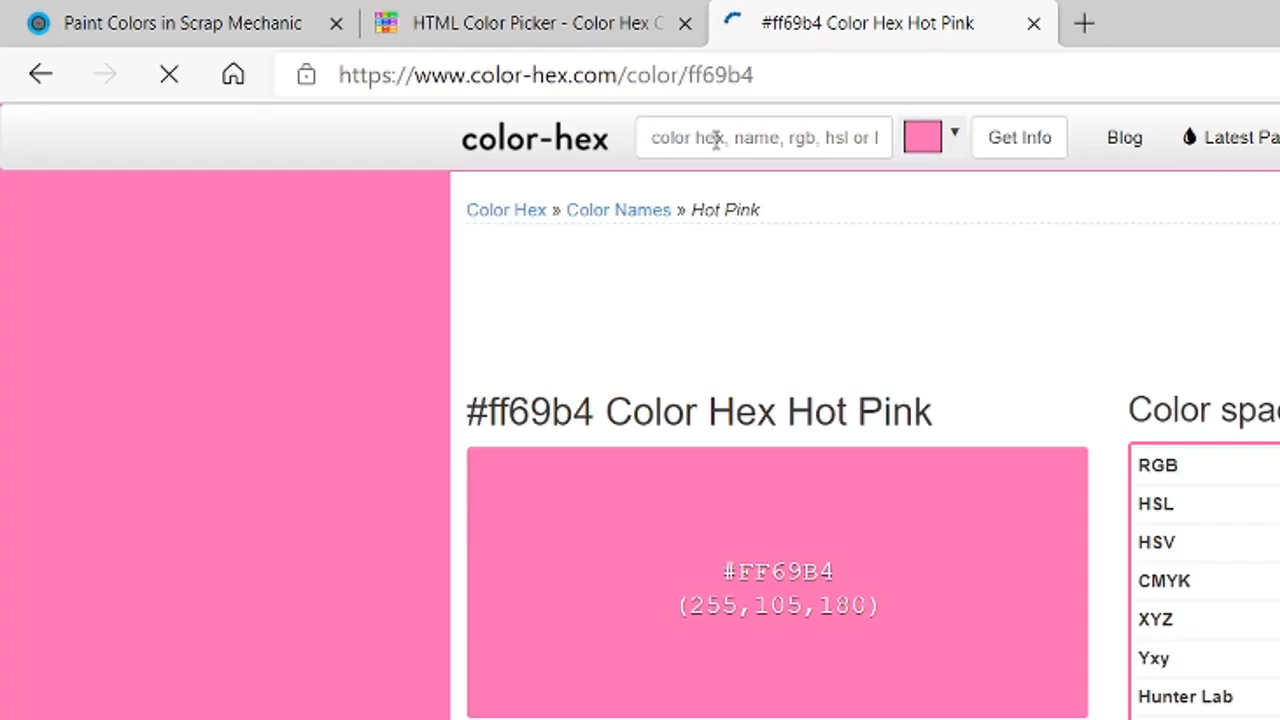 Paint Colors in Scrap Mechanic
HTML Color Picker - Color Hex C
#ff69b4 Color Hex Hot Pink
https://www.color-hex.com/color/ff69b4
color-hex
color hex, name, rgb, hsl or l
Get Info
Blog
Latest Pa
Color Hex » Color Names » Hot Pink
#ff69b4 Color Hex Hot Pink
#FF69B4
(255,105,180)
Color spac
RGB
HSL
HSV
CMYK
XYZ
Yxy
Hunter Lab